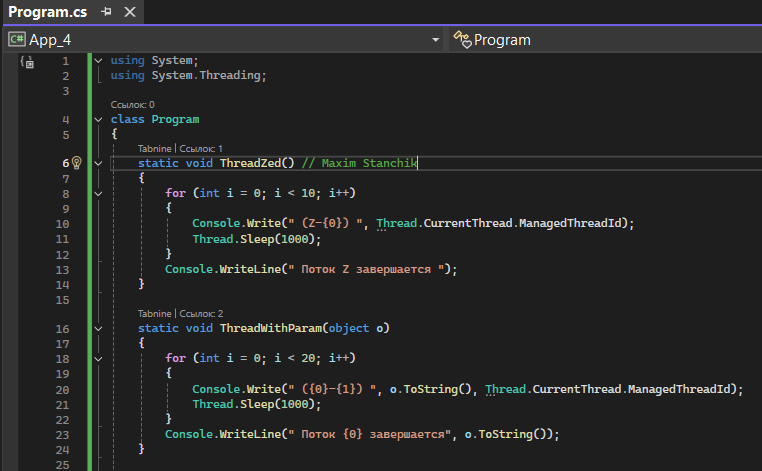 Program.cs
C# App_4 Program
1 using System;
2 using System.Threading;
3
Ссылок: 0
4 class Program
5 {
Tabnine | Ссылок: 1
6 static void ThreadZed() // Maxim Stanchik
7 {
8 for (int i = 0; i < 10; i++)
9 {
10 Console.Write(" (Z-{0}) ", Thread.CurrentThread.ManagedThreadId);
11 Thread.Sleep(1000);
12 }
13 Console.WriteLine(" Поток Z завершается ");
14 }
15
Tabnine | Ссылок: 2
16 static void ThreadWithParam(object o)
17 {
18 for (int i = 0; i < 20; i++)
19 {
20 Console.Write(" ({0}-{1}) ", o.ToString(), Thread.CurrentThread.ManagedThreadId);
21 Thread.Sleep(1000);
22 }
23 Console.WriteLine(" Поток {0} завершается", o.ToString());
24 }
25